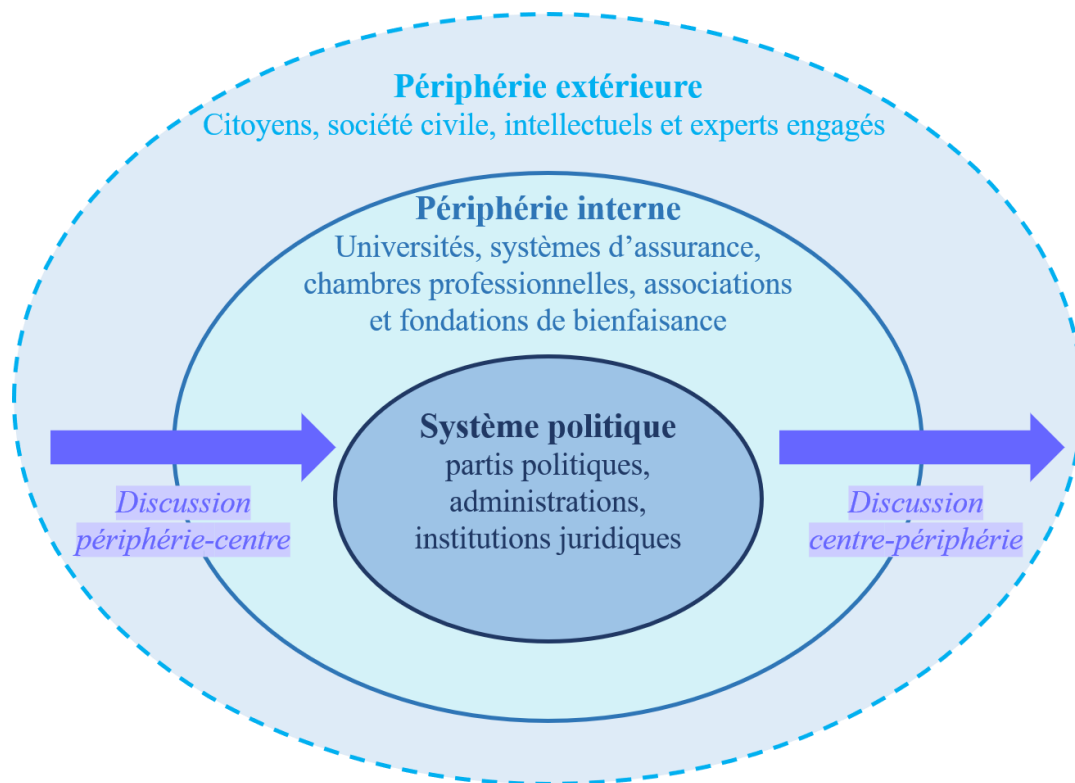 Périphérie extérieure
Citoyens, société civile, intellectuels et experts engagés
Périphérie interne
Universités, systèmes d’assurance,
chambres professionnelles, associations
et fondations de bienfaisance
Système politique
partis politiques,
administrations,
institutions juridiques
Discussion
périphérie-centre
Discussion
centre-périphérie